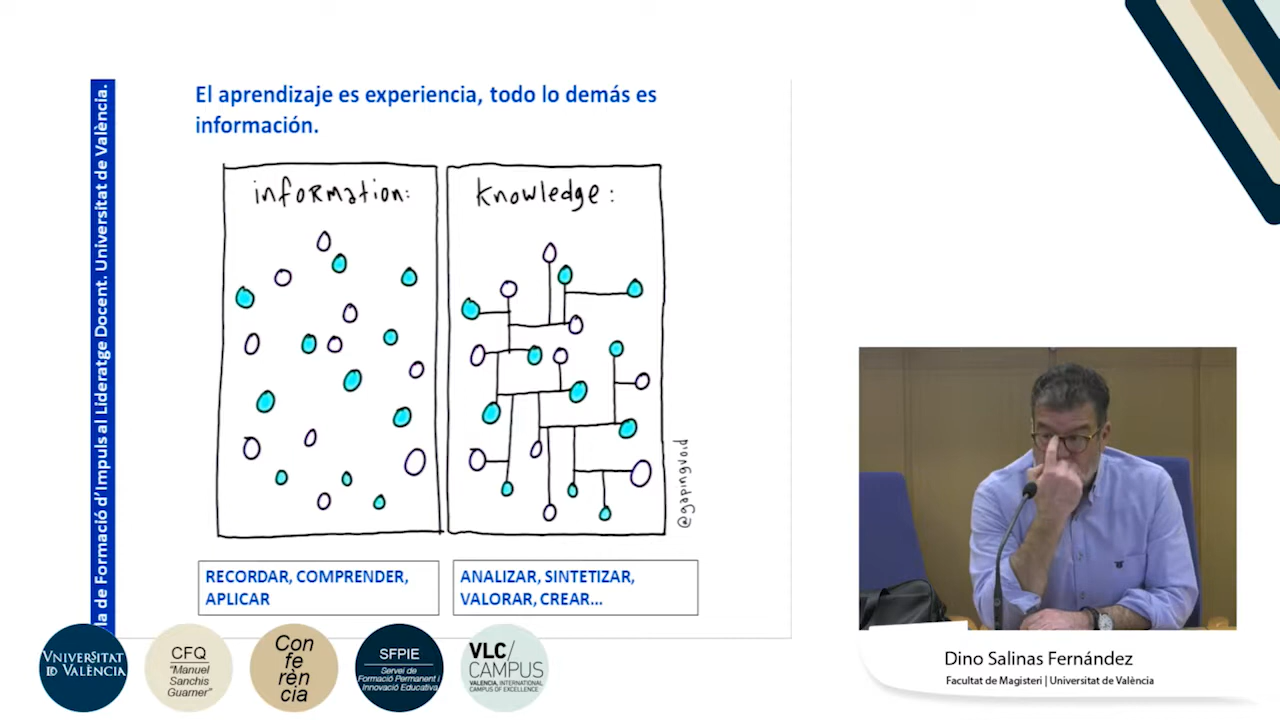 El aprendizaje es experiencia, todo lo demás es
información.
information:
knowledge:
@gapingvoid
RECORDAR, COMPRENDER,
APLICAR
ANALIZAR, SINTETIZAR,
VALORAR, CREAR...
de Formació d'Impuls al Lideratge Docent. Universitat de València.
VNIVERSITAT
DE VALÈNCIA
CFQ
"Manuel
Sanchis
Guarner"
Con
fe
rèn
cia
SFPIE
Servei de
Formació Permanent i
Innovació Educativa
VLC/
CAMPUS
VALENCIA, INTERNATIONAL
CAMPUS OF EXCELLENCE
Dino Salinas Fernández
Facultat de Magisteri | Universitat de València